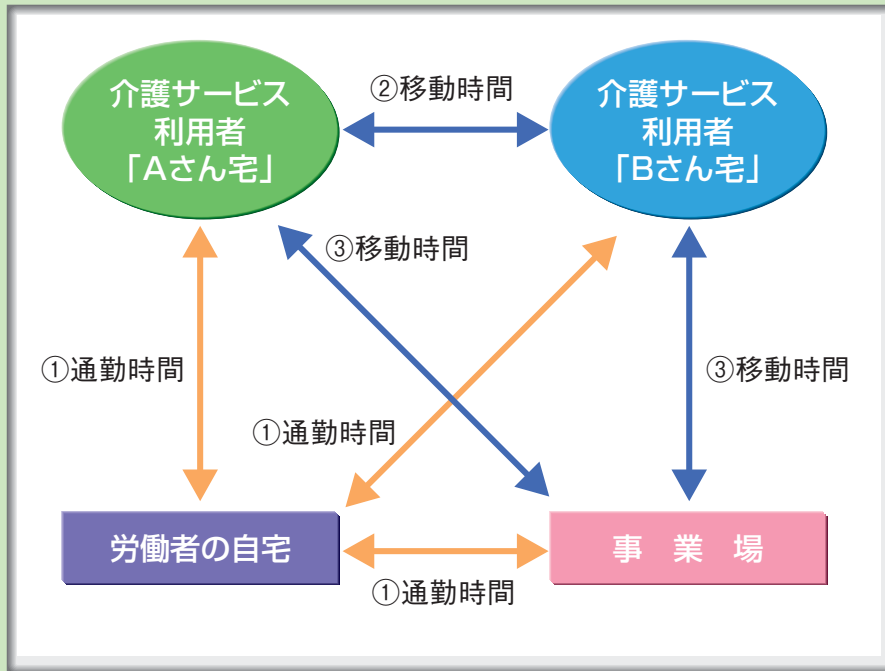 介護サービス
利用者
「Aさん宅」
②移動時間
介護サービス
利用者
「Bさん宅」
③移動時間
①通勤時間
③移動時間
①通勤時間
労働者の自宅
事　業　場
①通勤時間